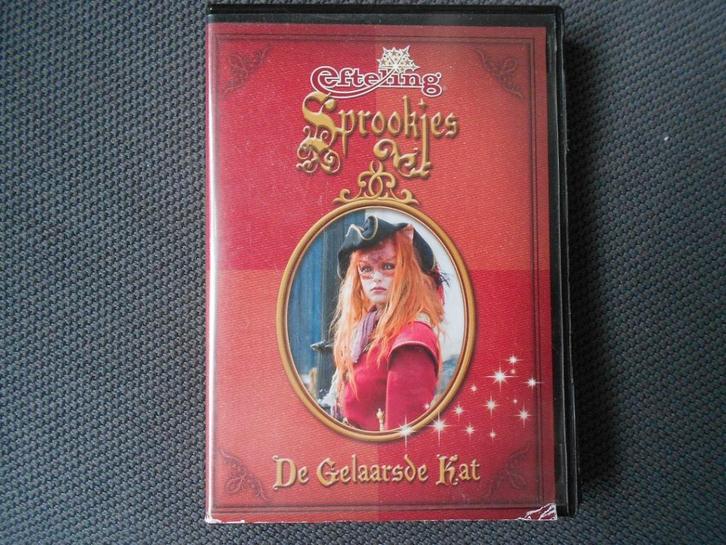 Efteling
Sprookjes
De Gelaarsde Kat